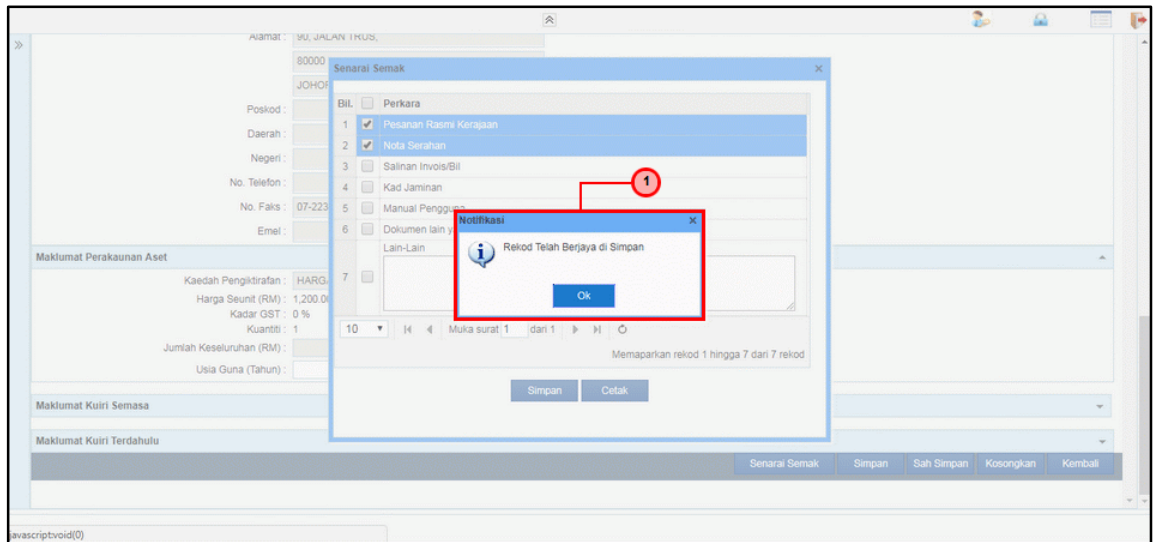 Alamat : 90, JALAN TRUS,
80000
JOHOR
Poskod :
Daerah :
Negeri :
No. Telefon :
No. Faks : 07-223
Emel :
Maklumat Perakaunan Aset
Kaedah Pengiktirafan : HARGA
Harga Seunit (RM) : 1,200.00
Kadar GST : 0 %
Kuantiti : 1
Jumlah Keseluruhan (RM) :
Usia Guna (Tahun) :
Maklumat Kuiri Semasa
Maklumat Kuiri Terdahulu
Senarai Semak
Bil. Perkara
1 Pesanan Rasmi Kerajaan
2 Nota Serahan
3 Salinan Invois/Bil
4 Kad Jaminan
5 Manual Pengguna
6 Dokumen lain y
7 Lain-Lain
10 Muka surat 1 dari 1
Memaparkan rekod 1 hingga 7 dari 7 rekod
Simpan Cetak
1
Notifikasi x
Rekod Telah Berjaya di Simpan
Ok
Senarai Semak Simpan Sah Simpan Kosongkan Kembali
javascript:void(0)